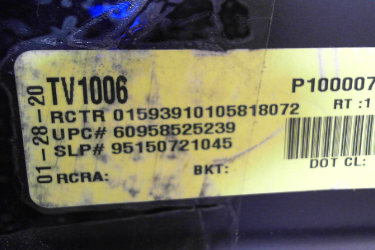 01-28-20
TV1006 P100007
RCTR 01593910105818072 RT :1
UPC# 60958525239
SLP# 95150721045
RCRA: BKT: DOT CL: